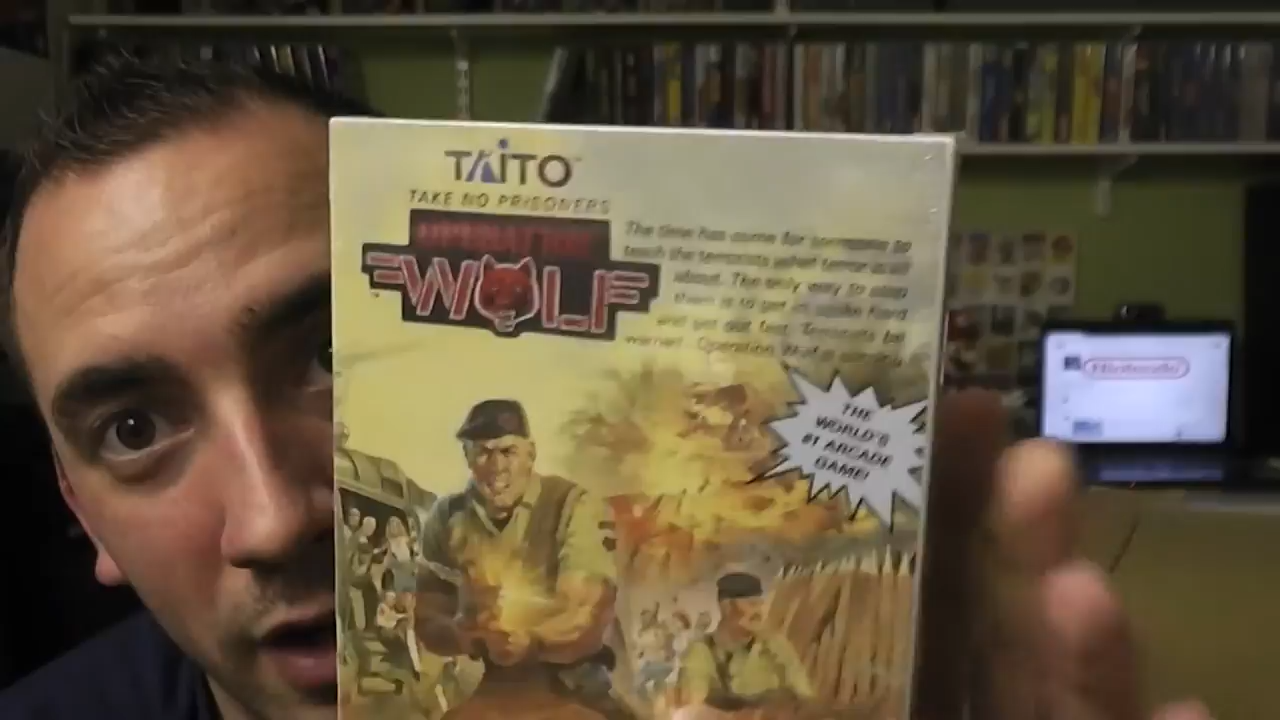 TAITO
TAKE NO PRISONERS
OPERATION
WOLF
The time has come for someone to
teach the terrorists what terror is all
about. The only way to stop
them is to get in, strike hard
and get out fast. Terrorists be
warned. Operation Wolf is
THE
WORLD'S
#1 ARCADE
GAME!
Nintendo